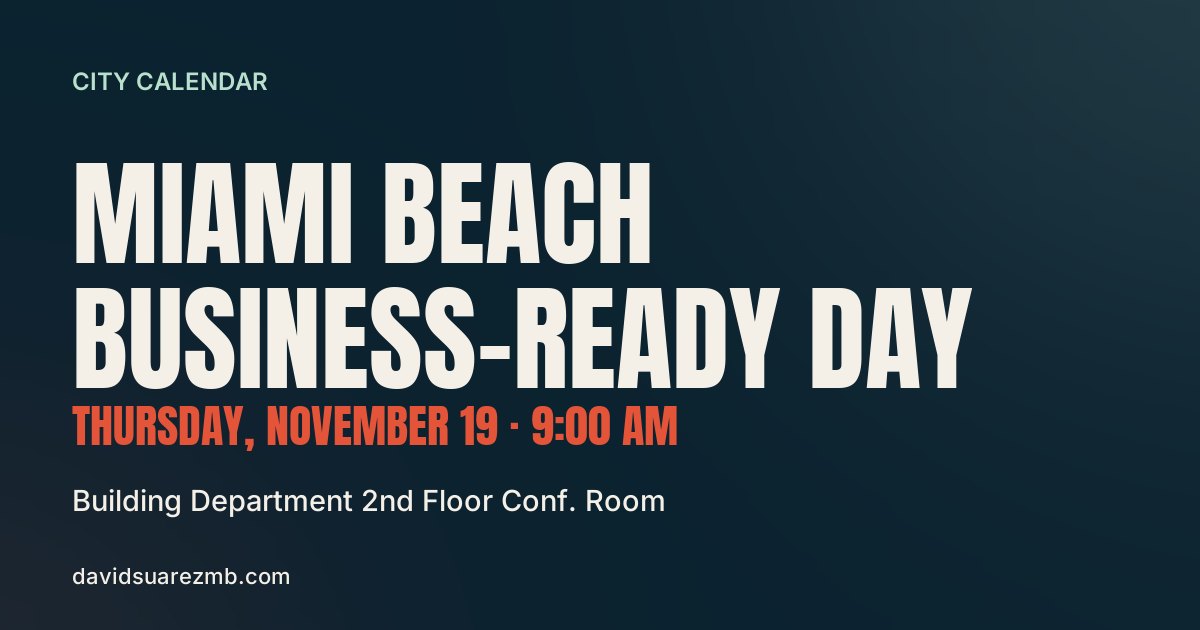 CITY CALENDAR
MIAMI BEACH
BUSINESS-READY DAY
THURSDAY, NOVEMBER 19 · 9:00 AM
Building Department 2nd Floor Conf. Room
davidsuarezmb.com